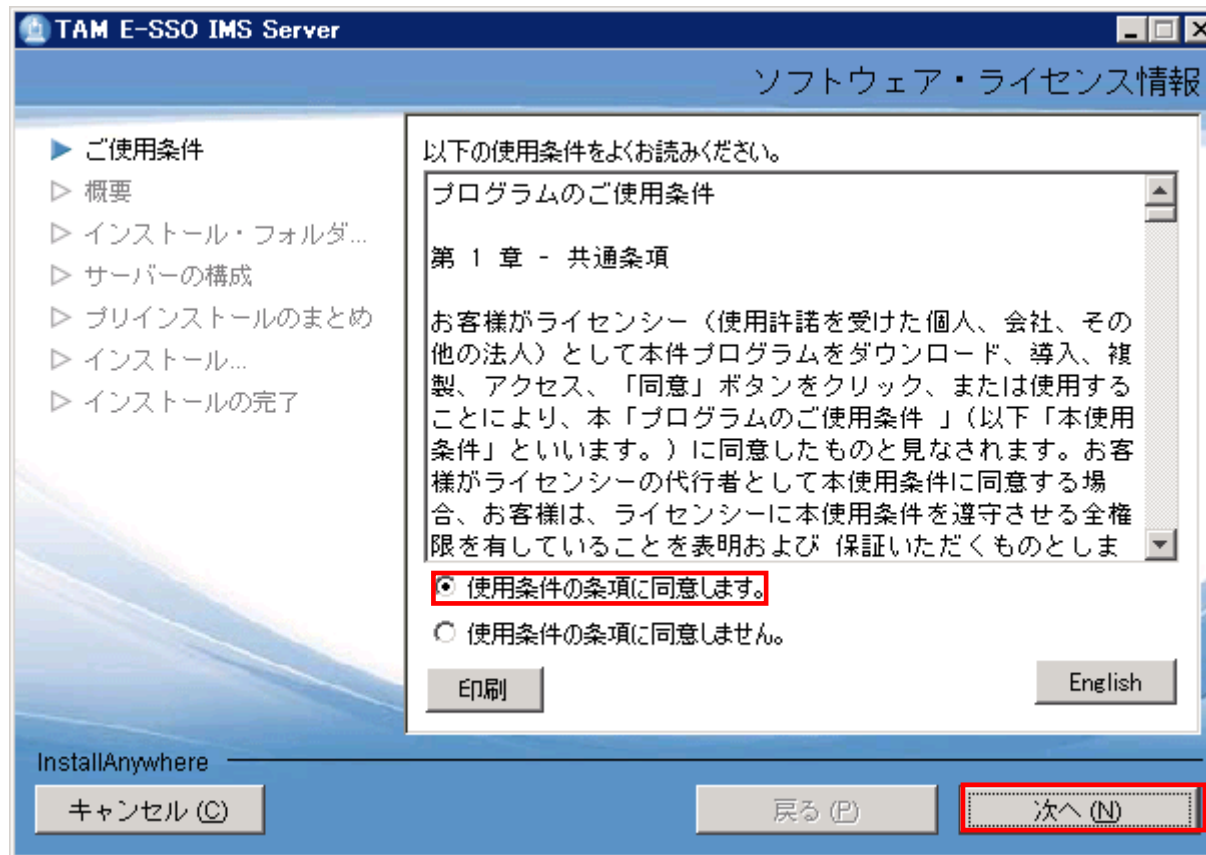 TAM E-SSO IMS Server
ソフトウェア・ライセンス情報
ご使用条件
概要
インストール・フォルダ...
サーバーの構成
プリインストールのまとめ
インストール...
インストールの完了
以下の使用条件をよくお読みください。
プログラムのご使用条件
第 1 章 - 共通条項
お客様がライセンシー（使用許諾を受けた個人、会社、その
他の法人）として本件プログラムをダウンロード、導入、複
製、アクセス、「同意」ボタンをクリック、または使用する
ことにより、本「プログラムのご使用条件 」（以下「本使用
条件」といいます。）に同意したものと見なされます。お客
様がライセンシーの代行者として本使用条件に同意する場
合、お客様は、ライセンシーに本使用条件を遵守させる全権
限を有していることを表明および 保証いただくものとしま
使用条件の条項に同意します。
使用条件の条項に同意しません。
印刷
English
InstallAnywhere
キャンセル (C)
戻る (P)
次へ (N)